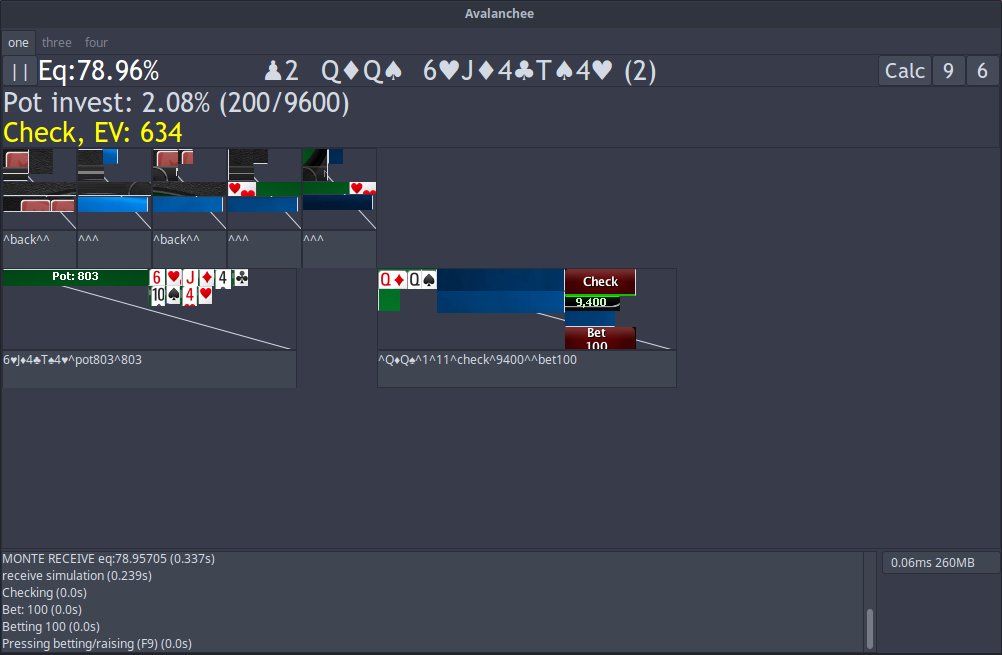 Avalanchee
one three four
|| Eq:78.96% ♟2 Q♦Q♠ 6♥J♦4♣T♠4♥ (2) Calc 9 6
Pot invest: 2.08% (200/9600)
Check, EV: 634
^back^^ ^^^ ^back^^ ^^^ ^^^
Pot: 803 6♥ J♦ 4♣
10♠ 4♥
Q♦ Q♠ Check
9,400
Bet
100
6♥J♦4♣T♠4♥^pot803^803
^Q♦Q♠^1^11^check^9400^^bet100
MONTE RECEIVE eq:78.95705 (0.337s)
receive simulation (0.239s)
Checking (0.0s)
Bet: 100 (0.0s)
Betting 100 (0.0s)
Pressing betting/raising (F9) (0.0s)
0.06ms 260MB